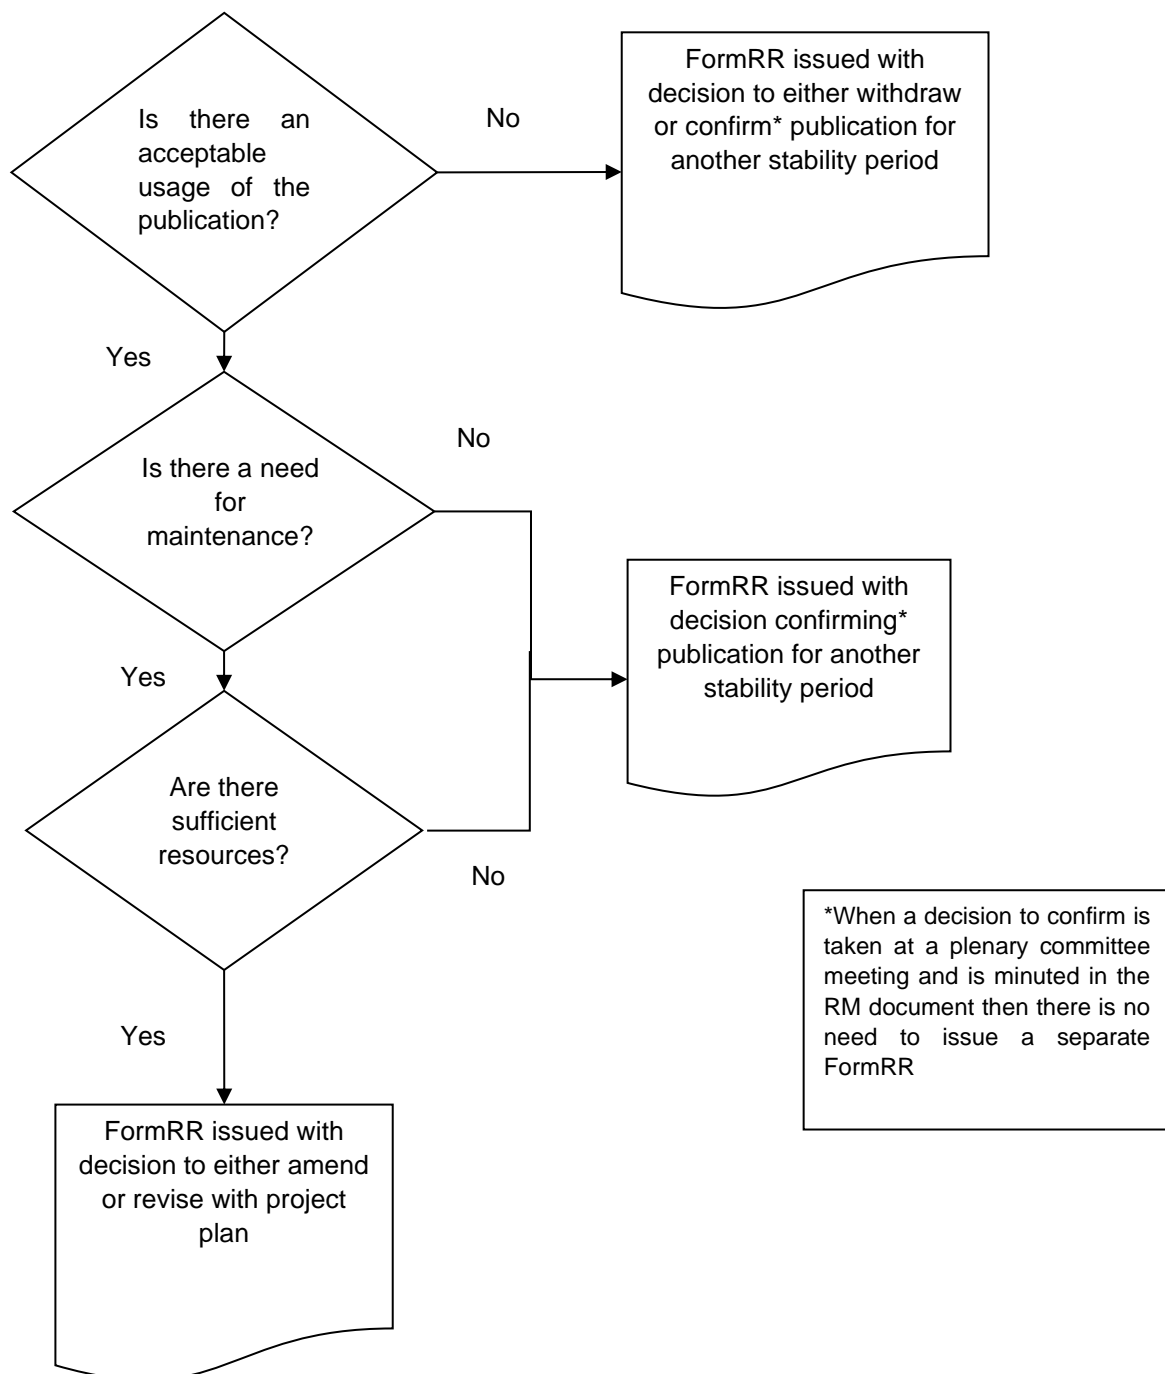 Is there an
acceptable
usage of the
publication?
No
FormRR issued with
decision to either withdraw
or confirm* publication for
another stability period
Yes
Is there a need
for
maintenance?
No
FormRR issued with
decision confirming*
publication for another
stability period
Yes
Are there
sufficient
resources?
No
*When a decision to confirm is
taken at a plenary committee
meeting and is minuted in the
RM document then there is no
need to issue a separate
FormRR
Yes
FormRR issued with
decision to either amend
or revise with project
plan